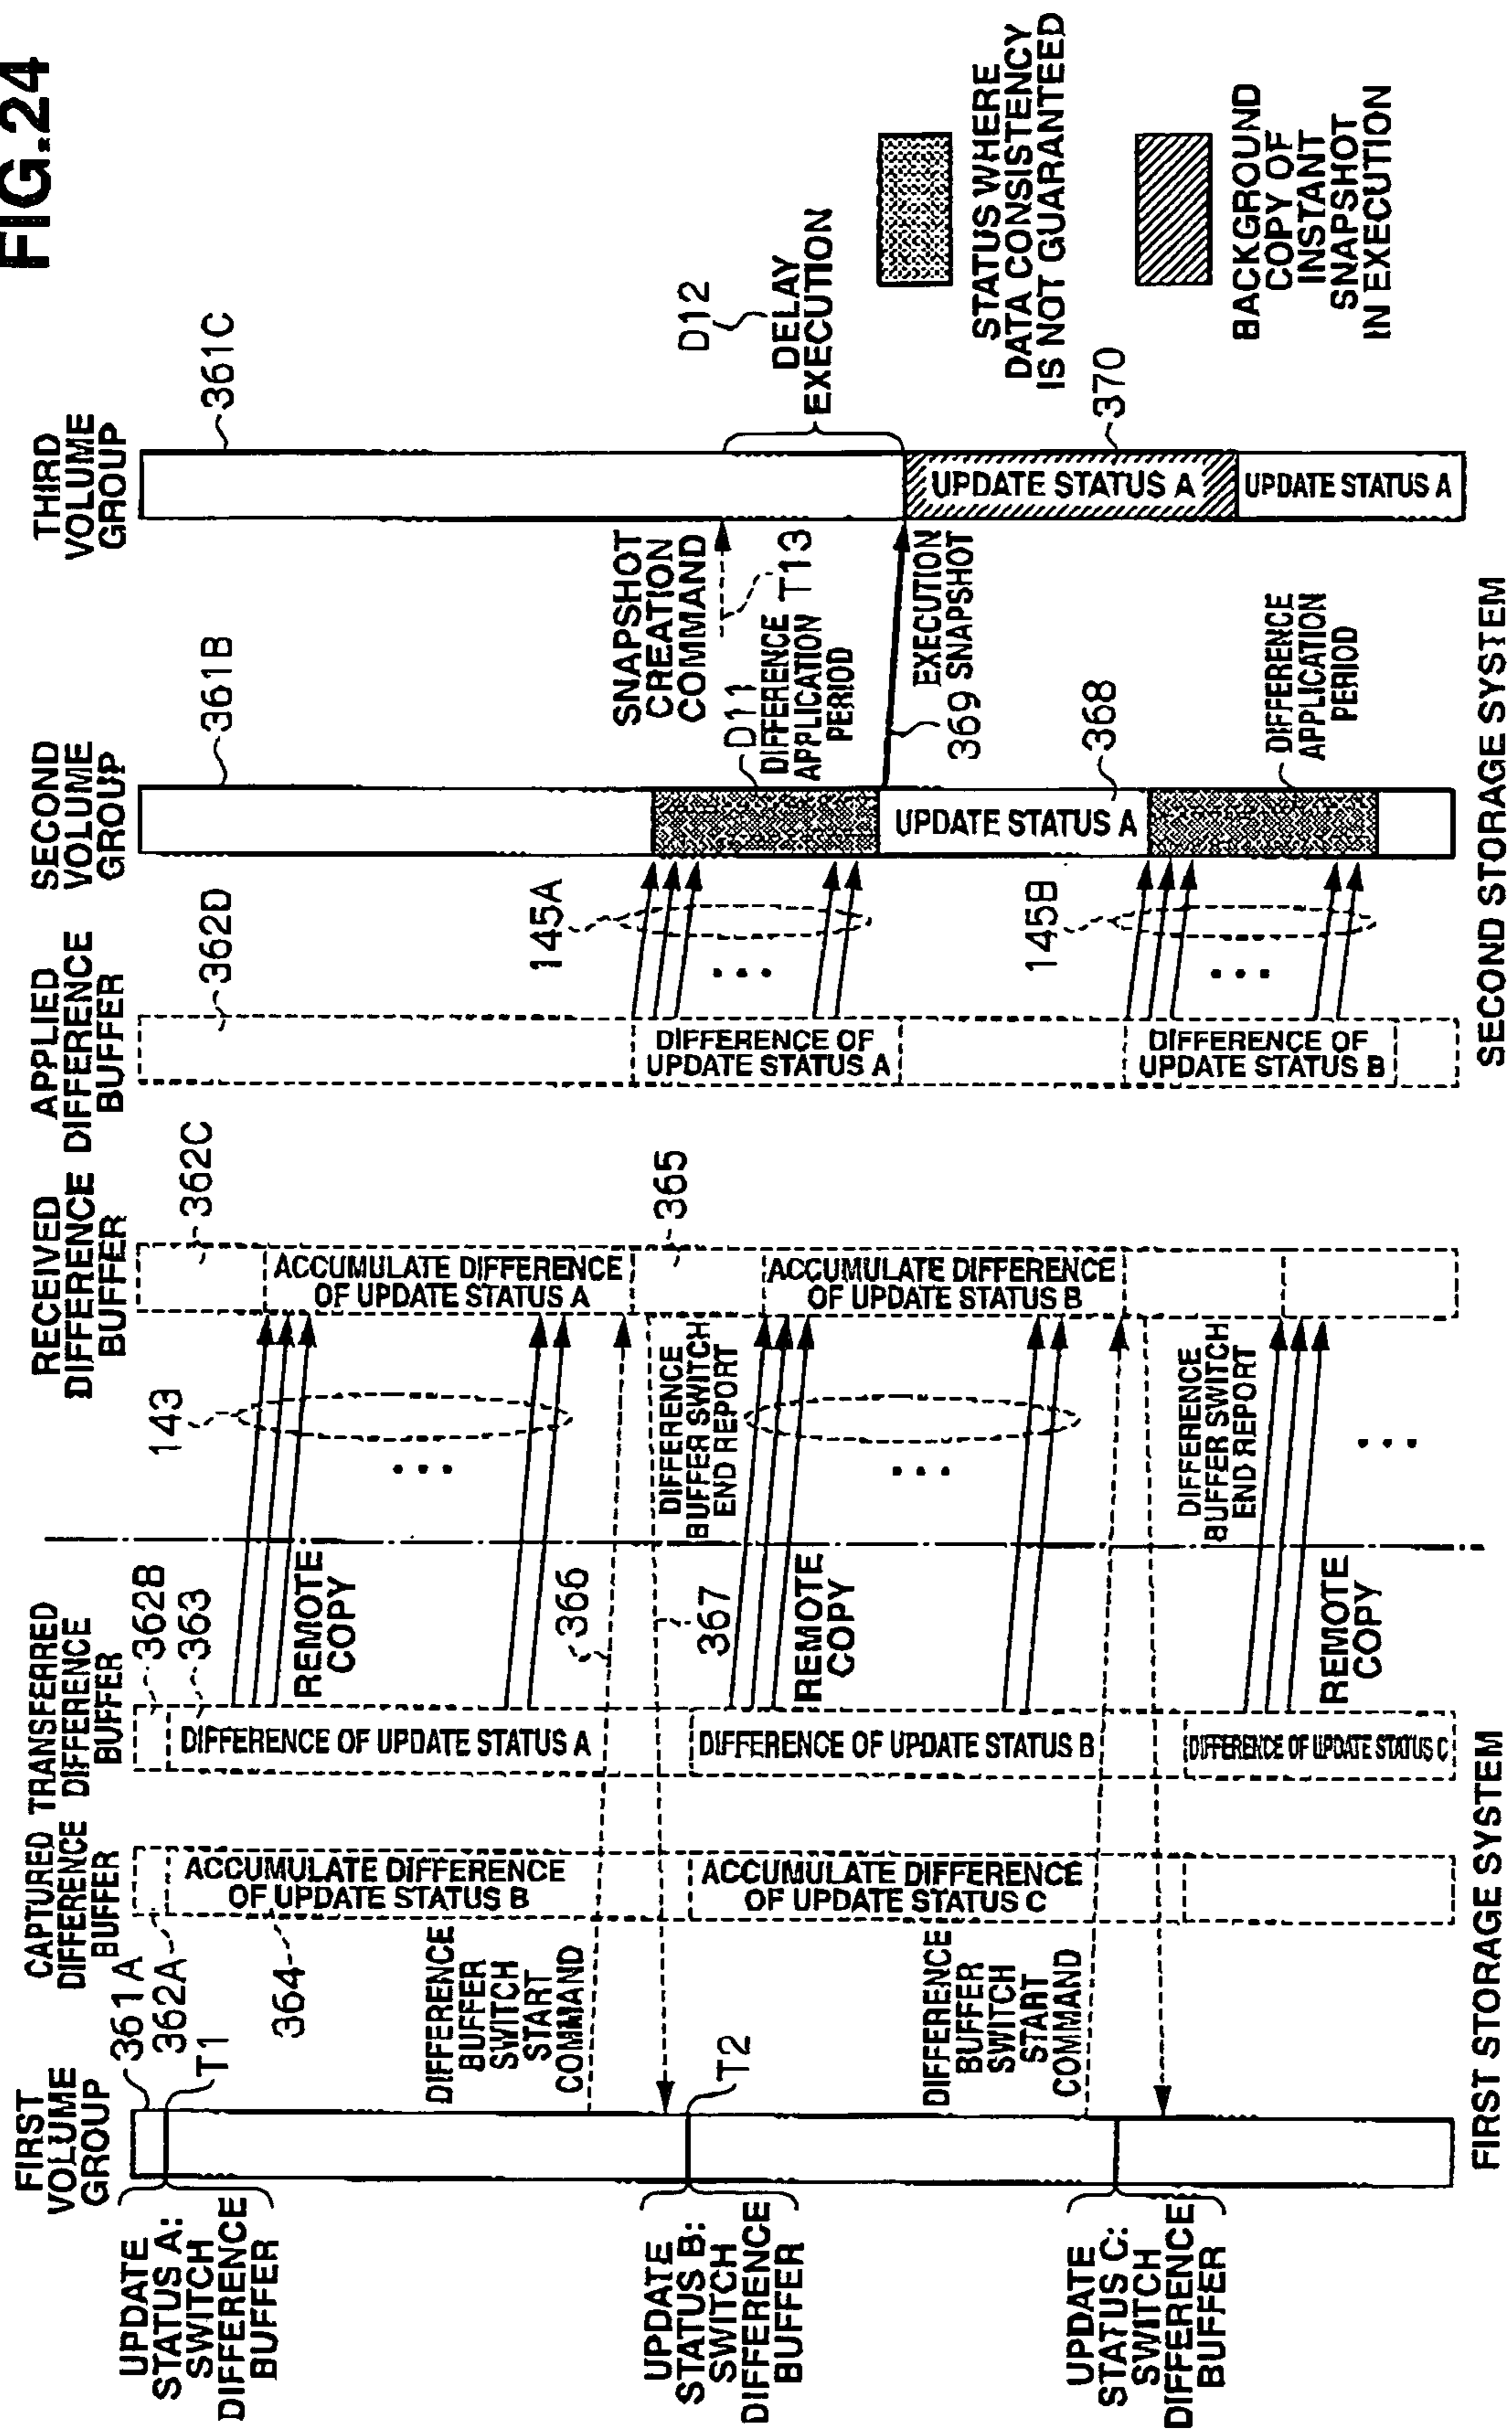 FIG.24
FIRST
VOLUME
GROUP
CAPTURED
DIFFERENCE
BUFFER
TRANSFERRED
DIFFERENCE
BUFFER
RECEIVED
DIFFERENCE
BUFFER
APPLIED
DIFFERENCE
BUFFER
SECOND
VOLUME
GROUP
THIRD
VOLUME
GROUP
361A
362A
T1
362B
363
364
143
362C
362D
361B
361C
UPDATE
STATUS A:
SWITCH
DIFFERENCE
BUFFER
ACCUMULATE DIFFERENCE
OF UPDATE STATUS B
DIFFERENCE OF UPDATE STATUS A
REMOTE
COPY
ACCUMULATE DIFFERENCE
OF UPDATE STATUS A
DIFFERENCE
BUFFER
SWITCH
START
COMMAND
366
367
365
DIFFERENCE
BUFFER SWITCH
END REPORT
145A
DIFFERENCE OF
UPDATE STATUS A
SNAPSHOT
CREATION
COMMAND
T13
D11
DIFFERENCE
APPLICATION
PERIOD
D12
DELAY
EXECUTION
UPDATE
STATUS B:
SWITCH
DIFFERENCE
BUFFER
T2
ACCUMULATE DIFFERENCE
OF UPDATE STATUS C
DIFFERENCE OF UPDATE STATUS B
REMOTE
COPY
ACCUMULATE DIFFERENCE
OF UPDATE STATUS B
EXECUTION
SNAPSHOT
369
UPDATE STATUS A
368
UPDATE STATUS A
370
UPDATE STATUS A
145B
DIFFERENCE OF
UPDATE STATUS B
DIFFERENCE
APPLICATION
PERIOD
DIFFERENCE
BUFFER
SWITCH
START
COMMAND
DIFFERENCE
BUFFER SWITCH
END REPORT
UPDATE
STATUS C:
SWITCH
DIFFERENCE
BUFFER
DIFFERENCE OF UPDATE STATUS C
REMOTE
COPY
STATUS WHERE
DATA CONSISTENCY
IS NOT GUARANTEED
BACKGROUND
COPY OF
INSTANT
SNAPSHOT
IN EXECUTION
FIRST STORAGE SYSTEM
SECOND STORAGE SYSTEM